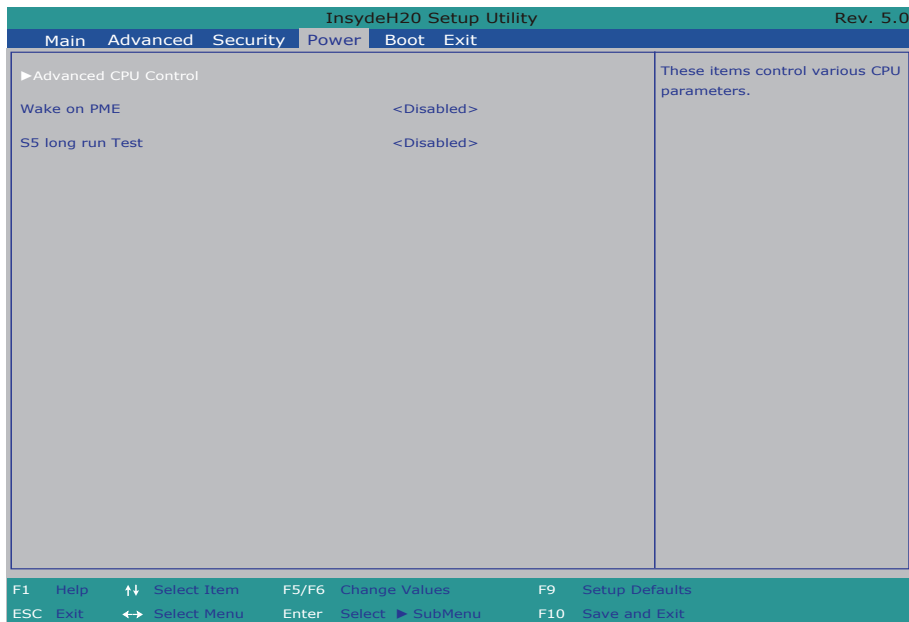 InsydeH20 Setup Utility Rev. 5.0
Main Advanced Security Power Boot Exit
►Advanced CPU Control
Wake on PME <Disabled>
S5 long run Test <Disabled>
These items control various CPU
parameters.
F1 Help ↑↓ Select Item F5/F6 Change Values F9 Setup Defaults
ESC Exit ↔ Select Menu Enter Select ► SubMenu F10 Save and Exit